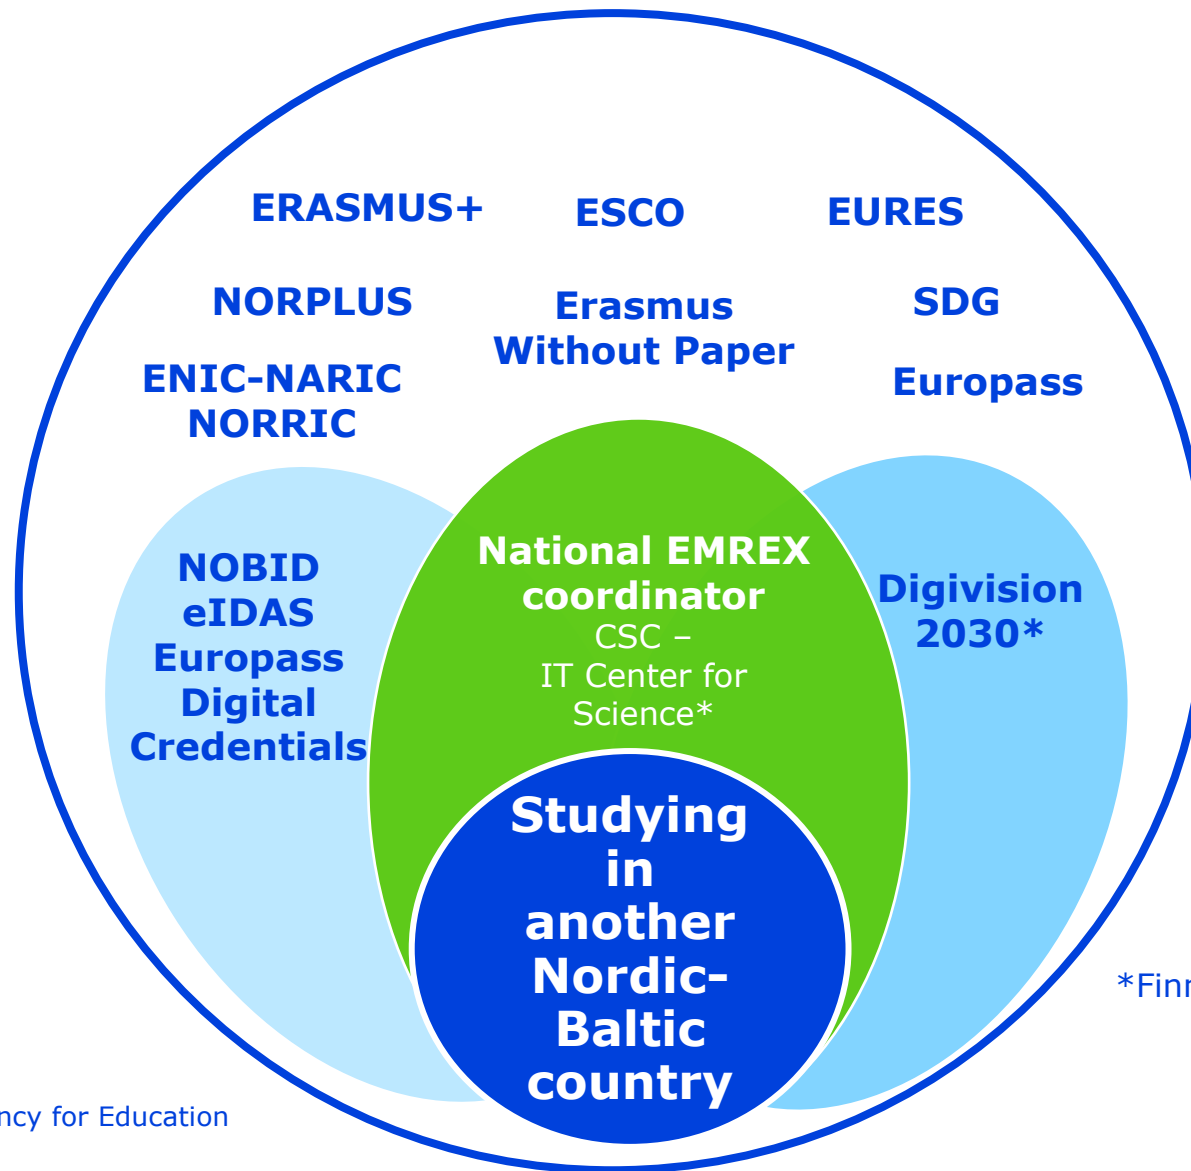 ERASMUS+
ESCO
EURES
NORPLUS
Erasmus
Without Paper
SDG
ENIC-NARIC
NORRIC
Europass
NOBID
eIDAS
Europass
Digital
Credentials
National EMREX
coordinator
CSC –
IT Center for
Science*
Digivision
2030*
Studying
in
another
Nordic-
Baltic
country
for Education